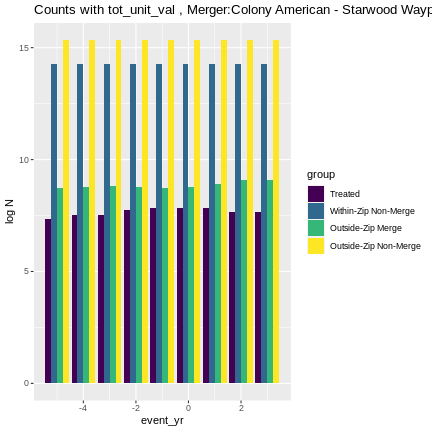 Counts with tot_unit_val , Merger:Colony American - Starwood Wayp
15
10
5
0
log N
-4
-2
0
2
event_yr
group
Treated
Within-Zip Non-Merge
Outside-Zip Merge
Outside-Zip Non-Merge